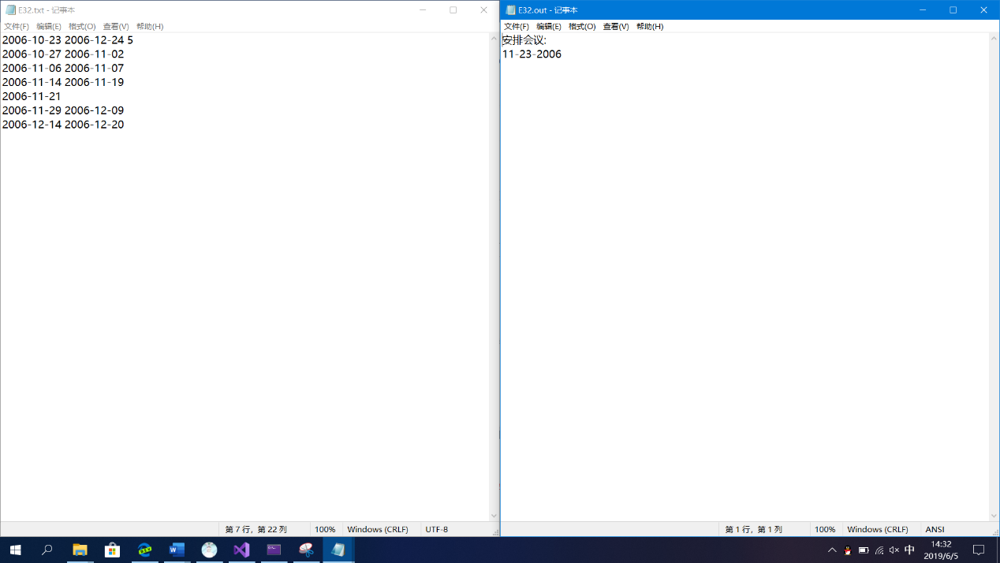 E32.txt - 记事本
文件(F) 编辑(E) 格式(O) 查看(V) 帮助(H)
2006-10-23 2006-12-24 5
2006-10-27 2006-11-02
2006-11-06 2006-11-07
2006-11-14 2006-11-19
2006-11-21
2006-11-29 2006-12-09
2006-12-14 2006-12-20
第 7 行，第 22 列 100% Windows (CRLF) UTF-8
E32.out - 记事本
文件(F) 编辑(E) 格式(O) 查看(V) 帮助(H)
安排会议:
11-23-2006
第 1 行，第 1 列 100% Windows (CRLF) ANSI
中
14:32
2019/6/5